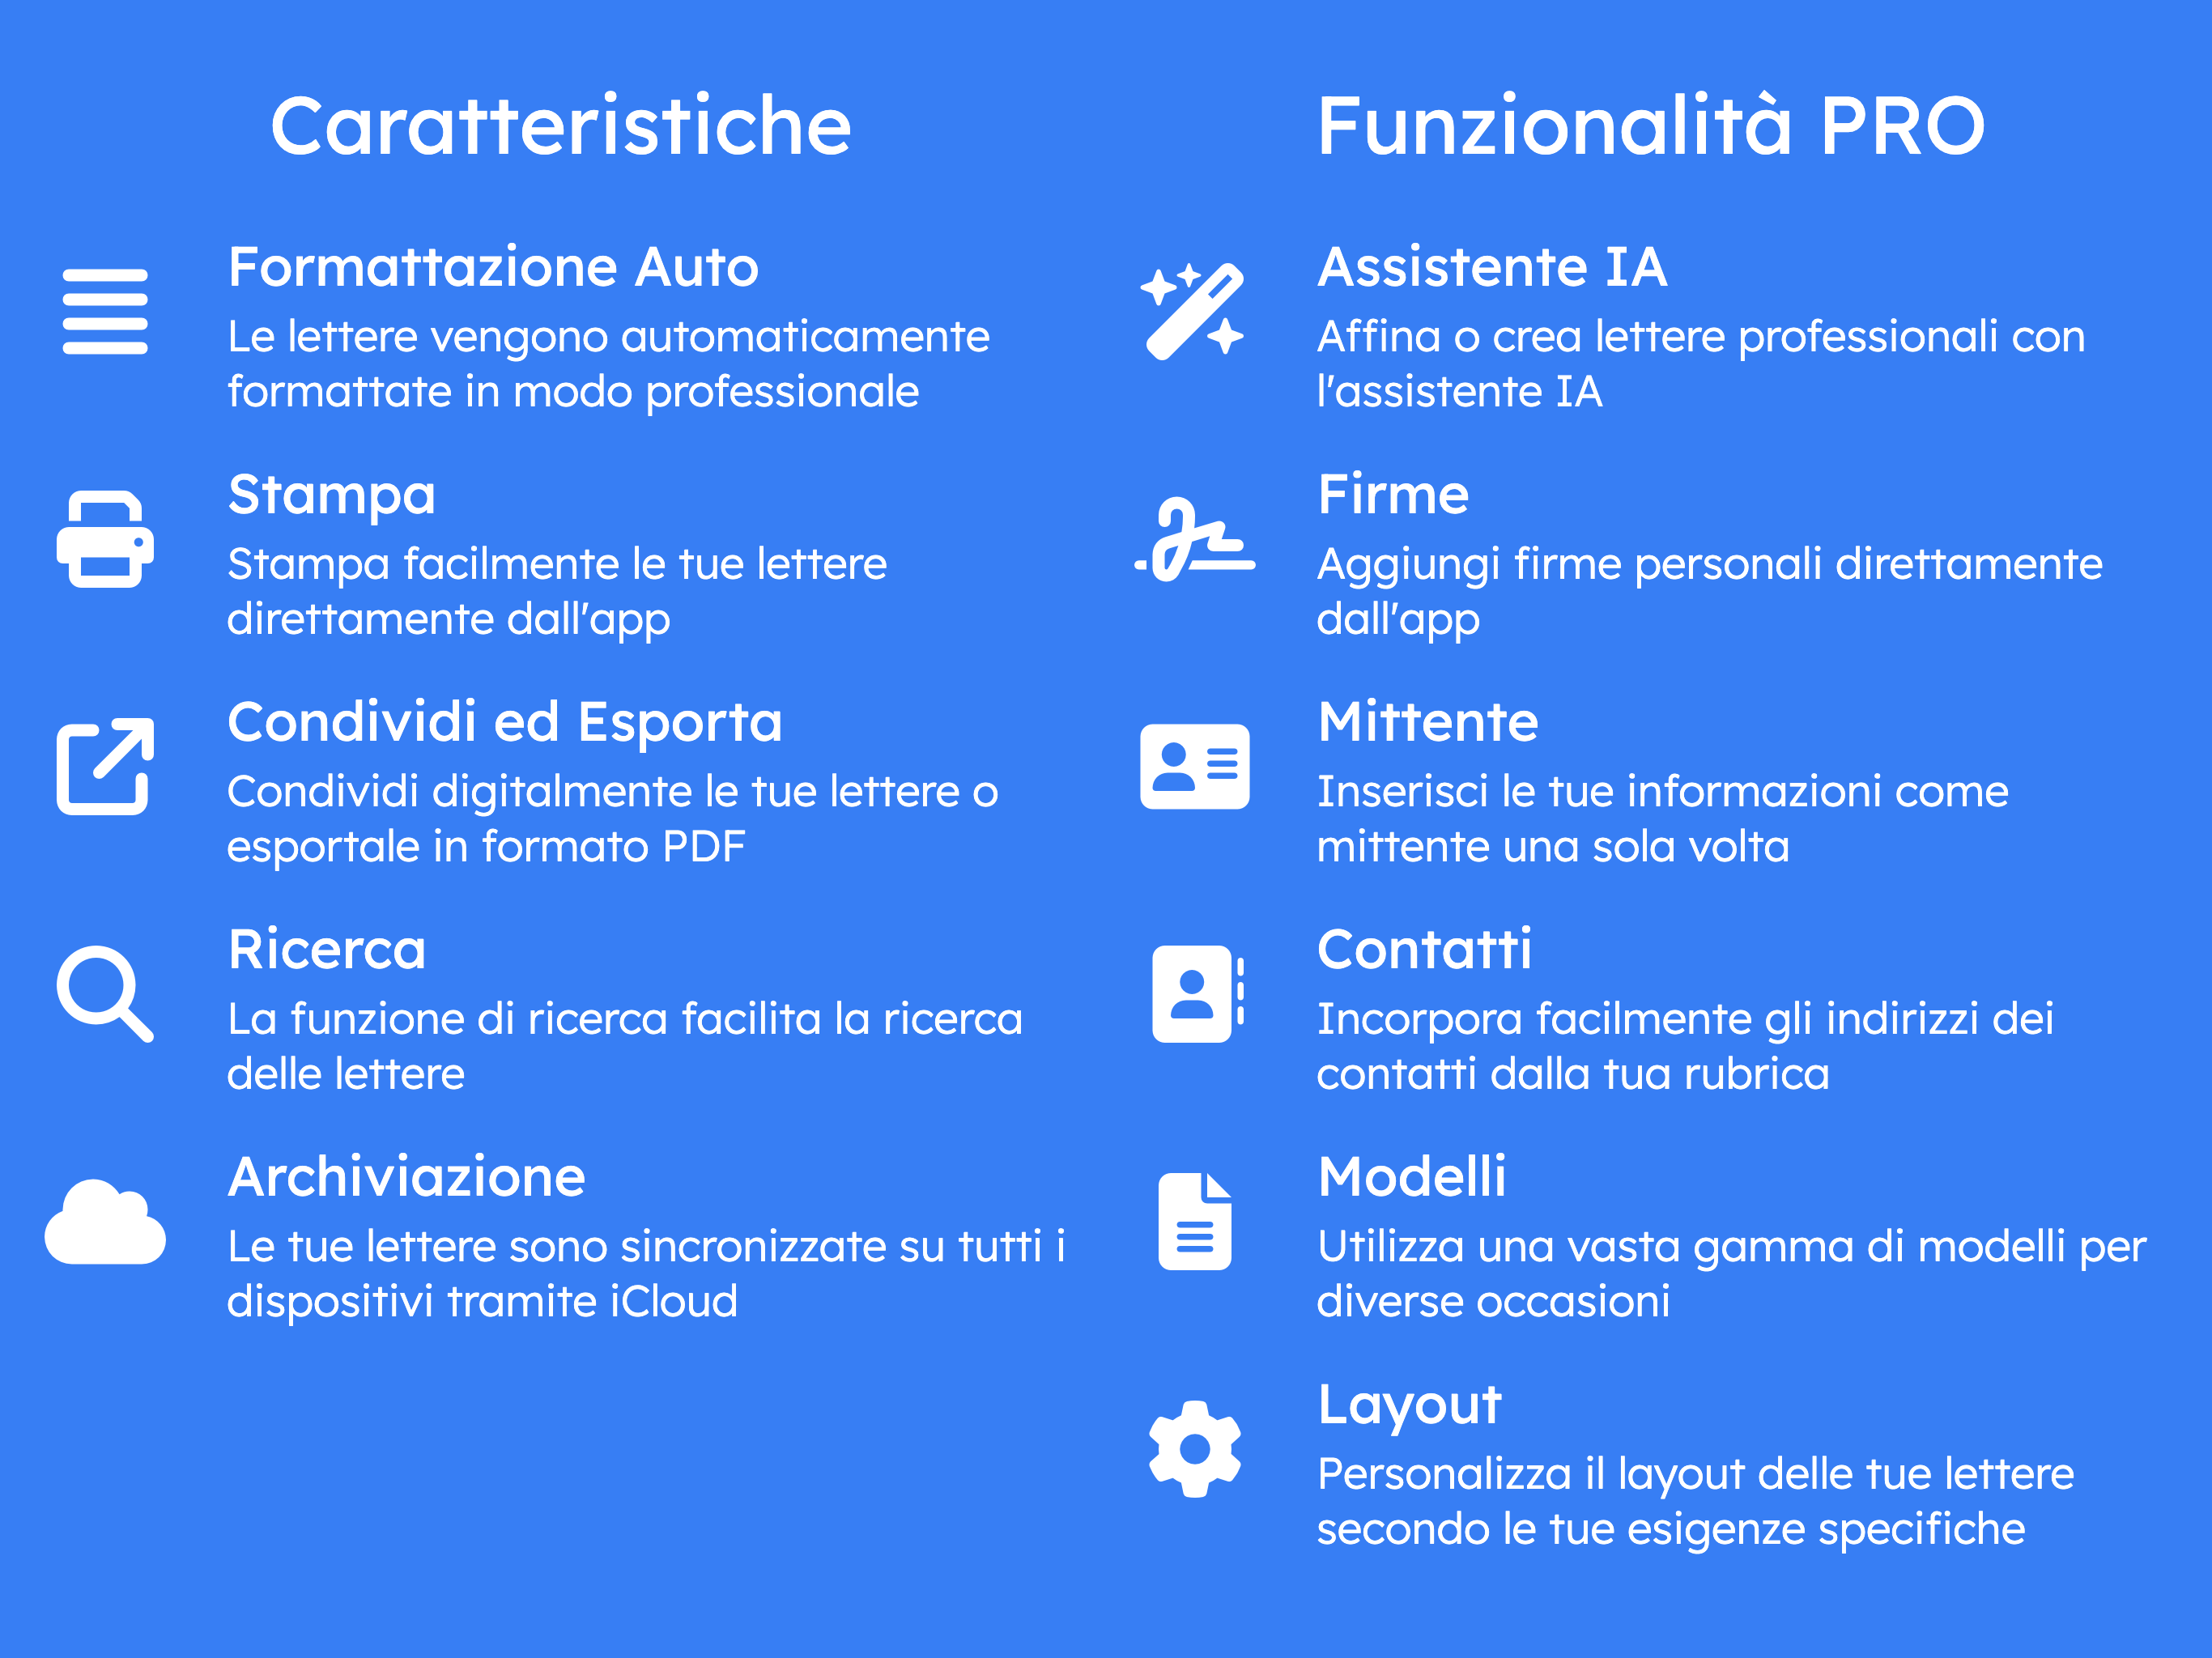 Caratteristiche
Formattazione Auto
Le lettere vengono automaticamente
formattate in modo professionale
Stampa
Stampa facilmente le tue lettere
direttamente dall'app
Condividi ed Esporta
Condividi digitalmente le tue lettere o
esportale in formato PDF
Ricerca
La funzione di ricerca facilita la ricerca
delle lettere
Archiviazione
Le tue lettere sono sincronizzate su tutti i
dispositivi tramite iCloud
Funzionalità PRO
Assistente IA
Affina o crea lettere professionali con
l'assistente IA
Firme
Aggiungi firme personali direttamente
dall'app
Mittente
Inserisci le tue informazioni come
mittente una sola volta
Contatti
Incorpora facilmente gli indirizzi dei
contatti dalla tua rubrica
Modelli
Utilizza una vasta gamma di modelli per
diverse occasioni
Layout
Personalizza il layout delle tue lettere
secondo le tue esigenze specifiche